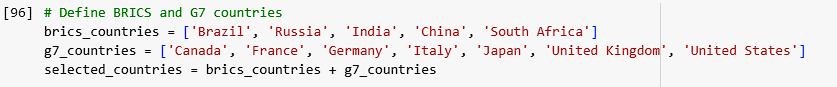 [96] # Define BRICS and G7 countries
brics_countries = ['Brazil', 'Russia', 'India', 'China', 'South Africa']
g7_countries = ['Canada', 'France', 'Germany', 'Italy', 'Japan', 'United Kingdom', 'United States']
selected_countries = brics_countries + g7_countries